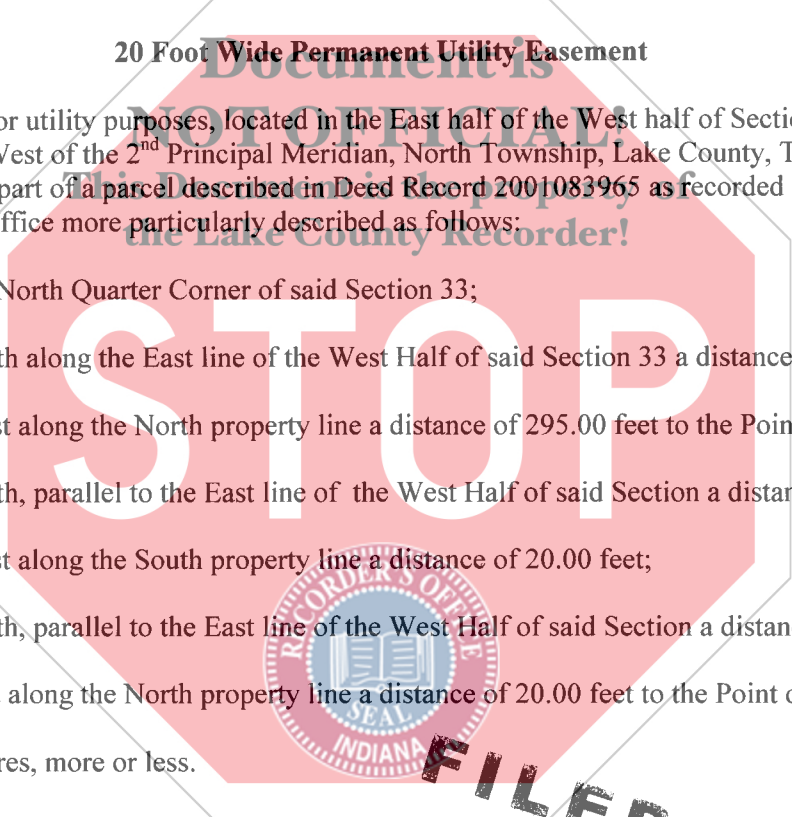 20 Foot Wide Permanent Utility Easement
Document is
NOT OFFICIAL!
This Document is the property of
the Lake County Recorder!
or utility purposes, located in the East half of the West half of Secti
West of the 2nd Principal Meridian, North Township, Lake County, T
part of a parcel described in Deed Record 2001083965 as recorded
ffice more particularly described as follows:
North Quarter Corner of said Section 33;
th along the East line of the West Half of said Section 33 a distance
st along the North property line a distance of 295.00 feet to the Poin
th, parallel to the East line of the West Half of said Section a distan
st along the South property line a distance of 20.00 feet;
th, parallel to the East line of the West Half of said Section a distan
along the North property line a distance of 20.00 feet to the Point
res, more or less.
STOP
RECORDER'S OFFICE
SEAL
INDIANA
FILED